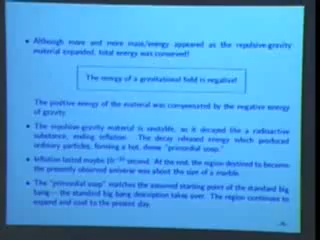 • Although more and more mass/energy appeared as the repulsive-gravity
material expanded, total energy was conserved!
The energy of a gravitational field is negative!
The positive energy of the material was compensated by the negative energy
of gravity.
• The repulsive-gravity material is unstable, so it decayed like a radioactive
substance, ending inflation. The decay released energy which produced
ordinary particles, forming a hot, dense "primordial soup."
• Inflation lasted maybe 10 second. At the end, the region destined to become
the presently observed universe was about the size of a marble.
• The "primordial soup" matches the assumed starting point of the standard big
bang — the standard big bang description takes over. The region continues to
expand and cool to the present day.